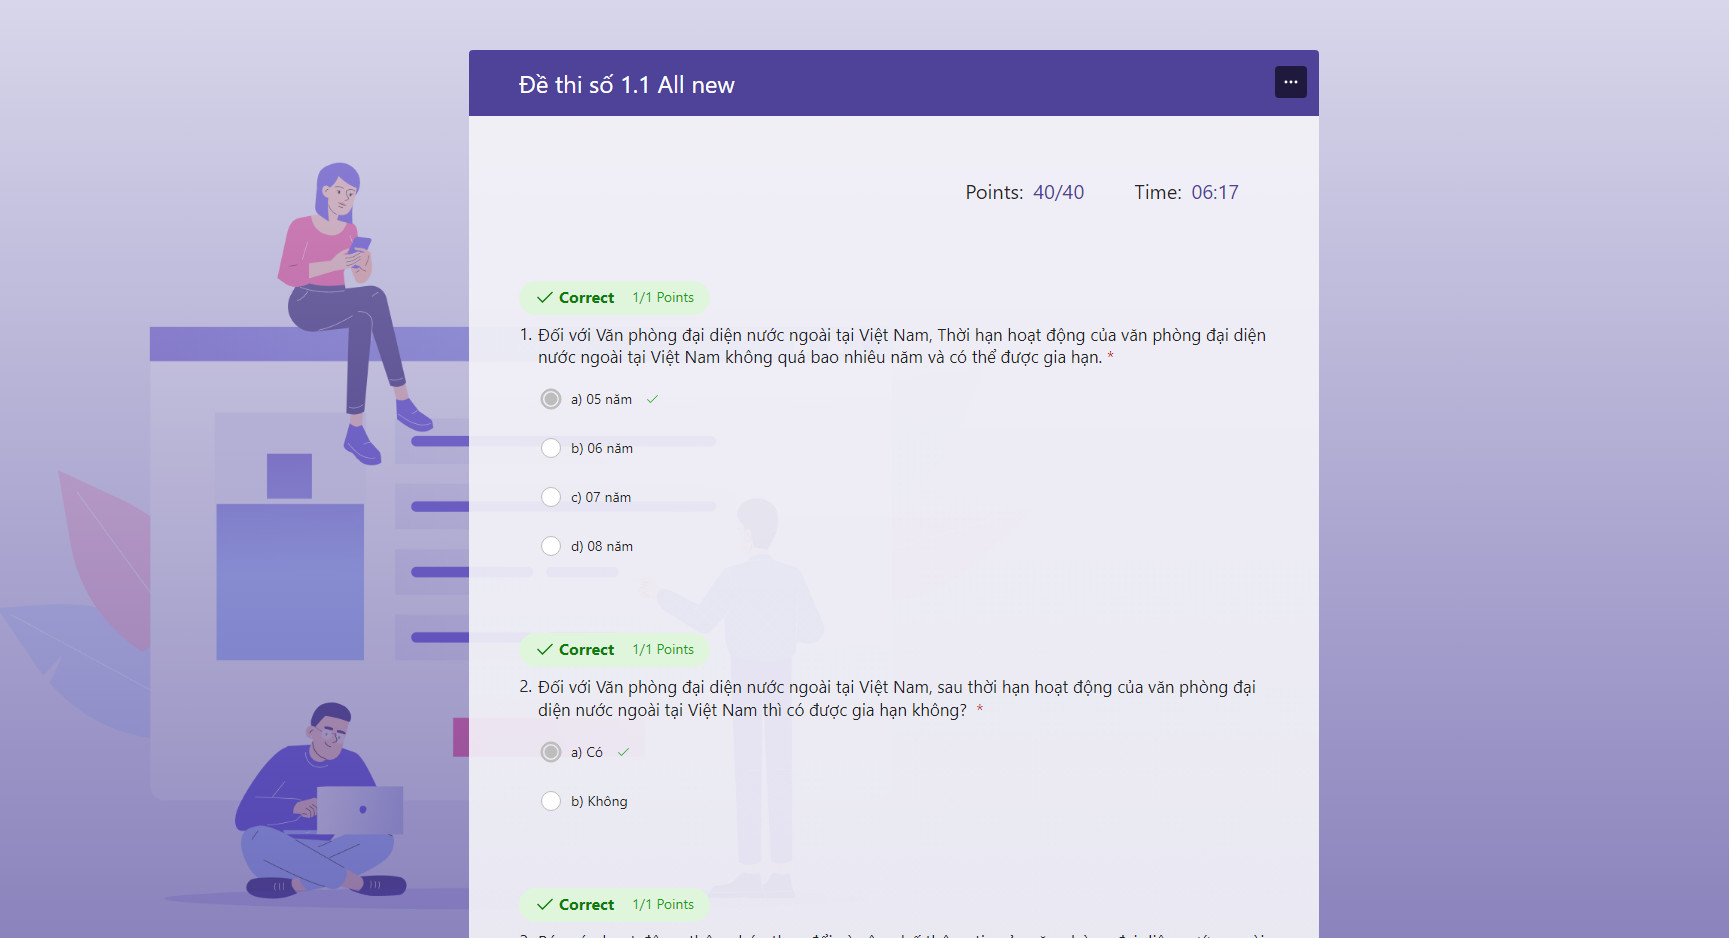 Đề thi số 1.1 All new
Points: 40/40 Time: 06:17
Correct 1/1 Points
1. Đối với Văn phòng đại diện nước ngoài tại Việt Nam, Thời hạn hoạt động của văn phòng đại diện
nước ngoài tại Việt Nam không quá bao nhiêu năm và có thể được gia hạn. *
a) 05 năm
b) 06 năm
c) 07 năm
d) 08 năm
Correct 1/1 Points
2. Đối với Văn phòng đại diện nước ngoài tại Việt Nam, sau thời hạn hoạt động của văn phòng đại
diện nước ngoài tại Việt Nam thì có được gia hạn không? *
a) Có
b) Không
Correct 1/1 Points